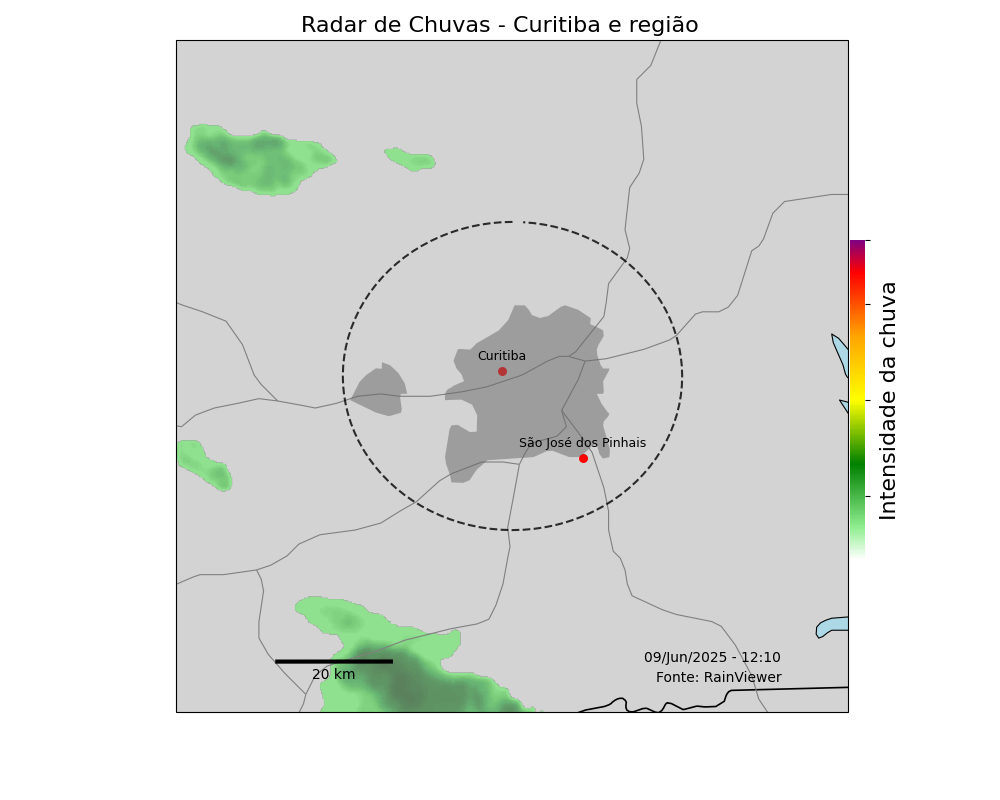 Radar de Chuvas - Curitiba e região
Curitiba
São José dos Pinhais
Intensidade da chuva
20 km
09/Jun/2025 - 12:10
Fonte: RainViewer